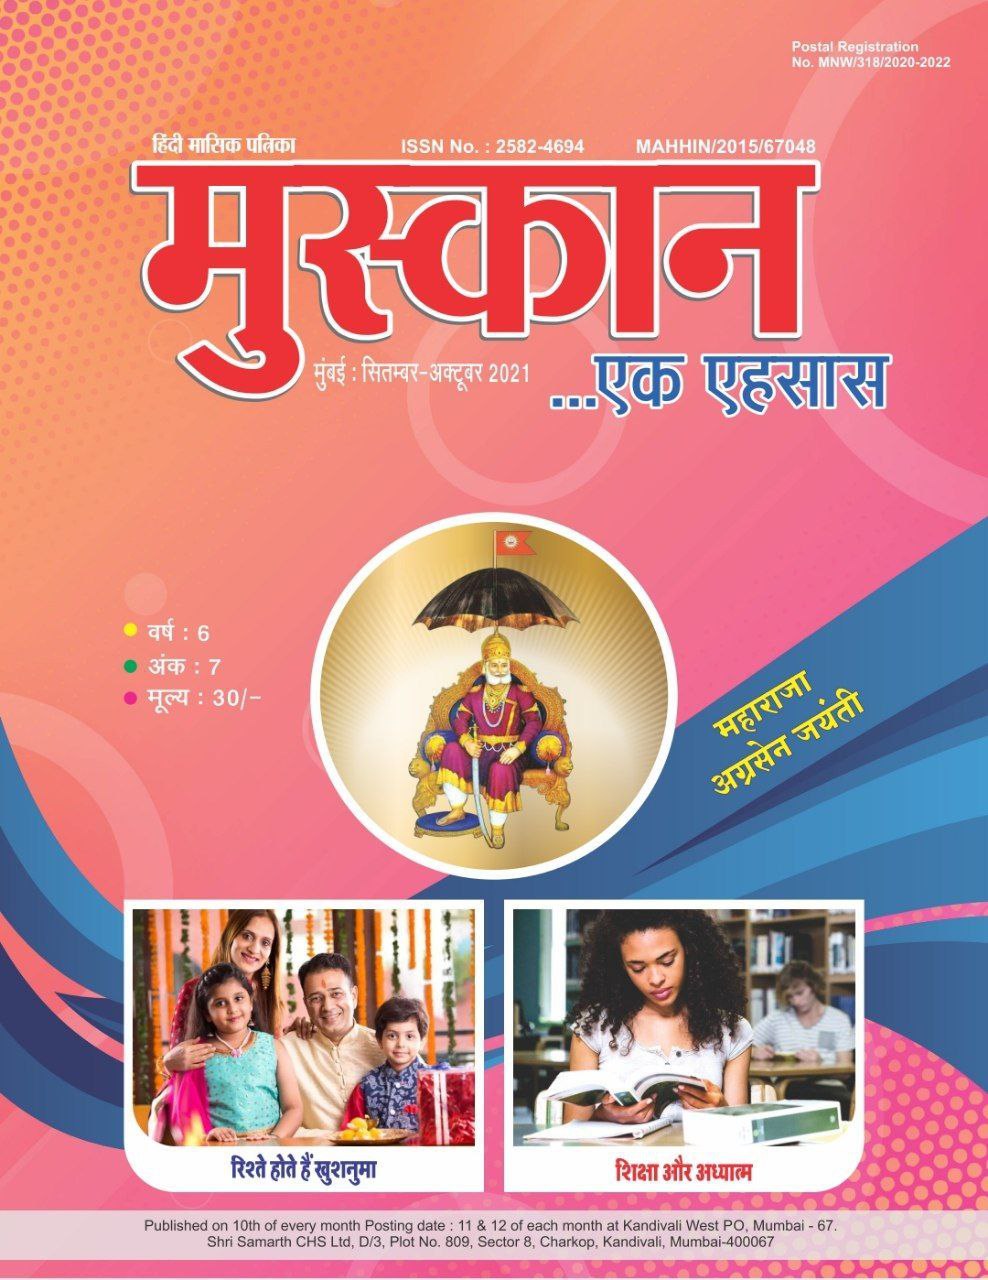 Postal Registration
No. MNW/318/2020-2022
हिंदी मासिक पत्रिका ISSN No. : 2582-4694 MAHHIN/2015/67048
मुस्कान
मुंबई : सितम्बर-अक्टूबर 2021
...एक एहसास
वर्ष : 6
अंक : 7
मूल्य : 30/-
महाराजा
अग्रसेन जयंती
रिश्ते होते हैं खुशनुमा
शिक्षा और अध्यात्म
Published on 10th of every month Posting date : 11 & 12 of each month at Kandivali West PO, Mumbai - 67.
Shri Samarth CHS Ltd, D/3, Plot No. 809, Sector 8, Charkop, Kandivali, Mumbai-400067